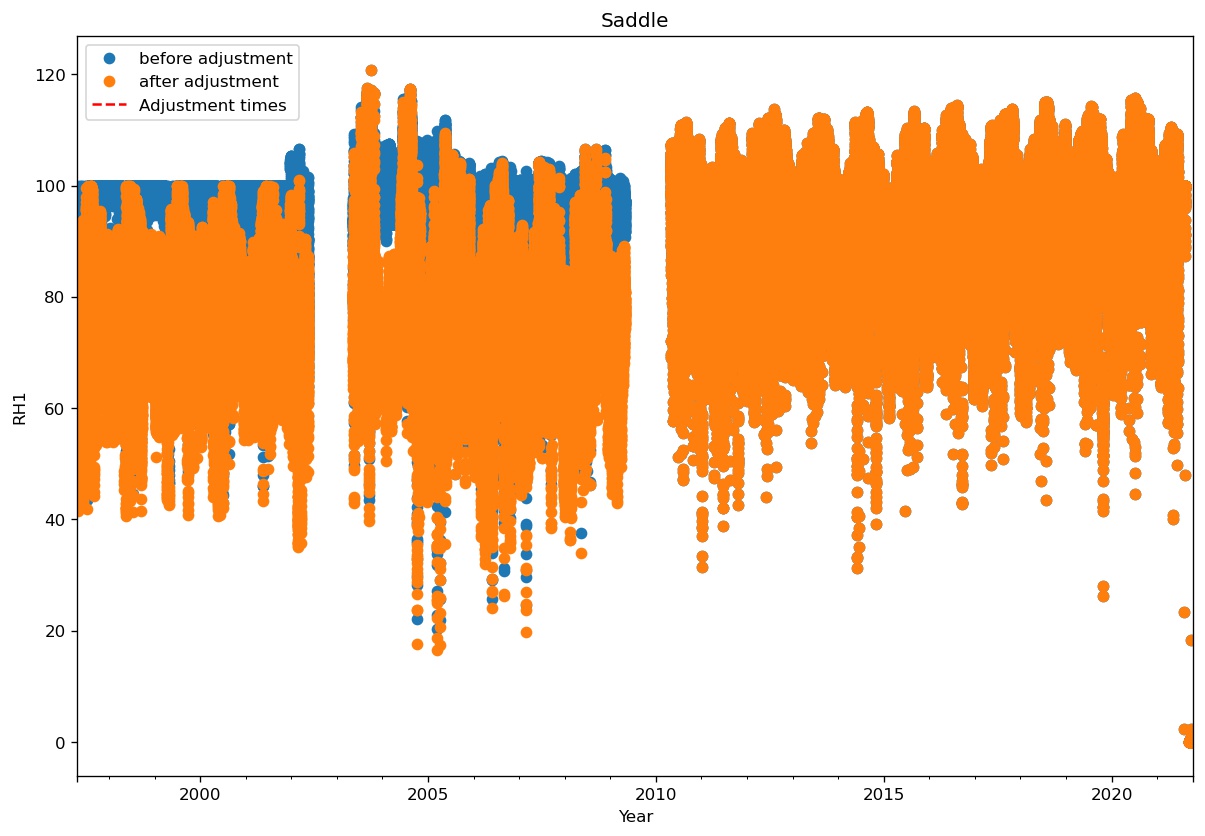 Saddle
before adjustment
after adjustment
Adjustment times
120
100
80
60
40
20
0
RH1
2000 2005 2010 2015 2020
Year